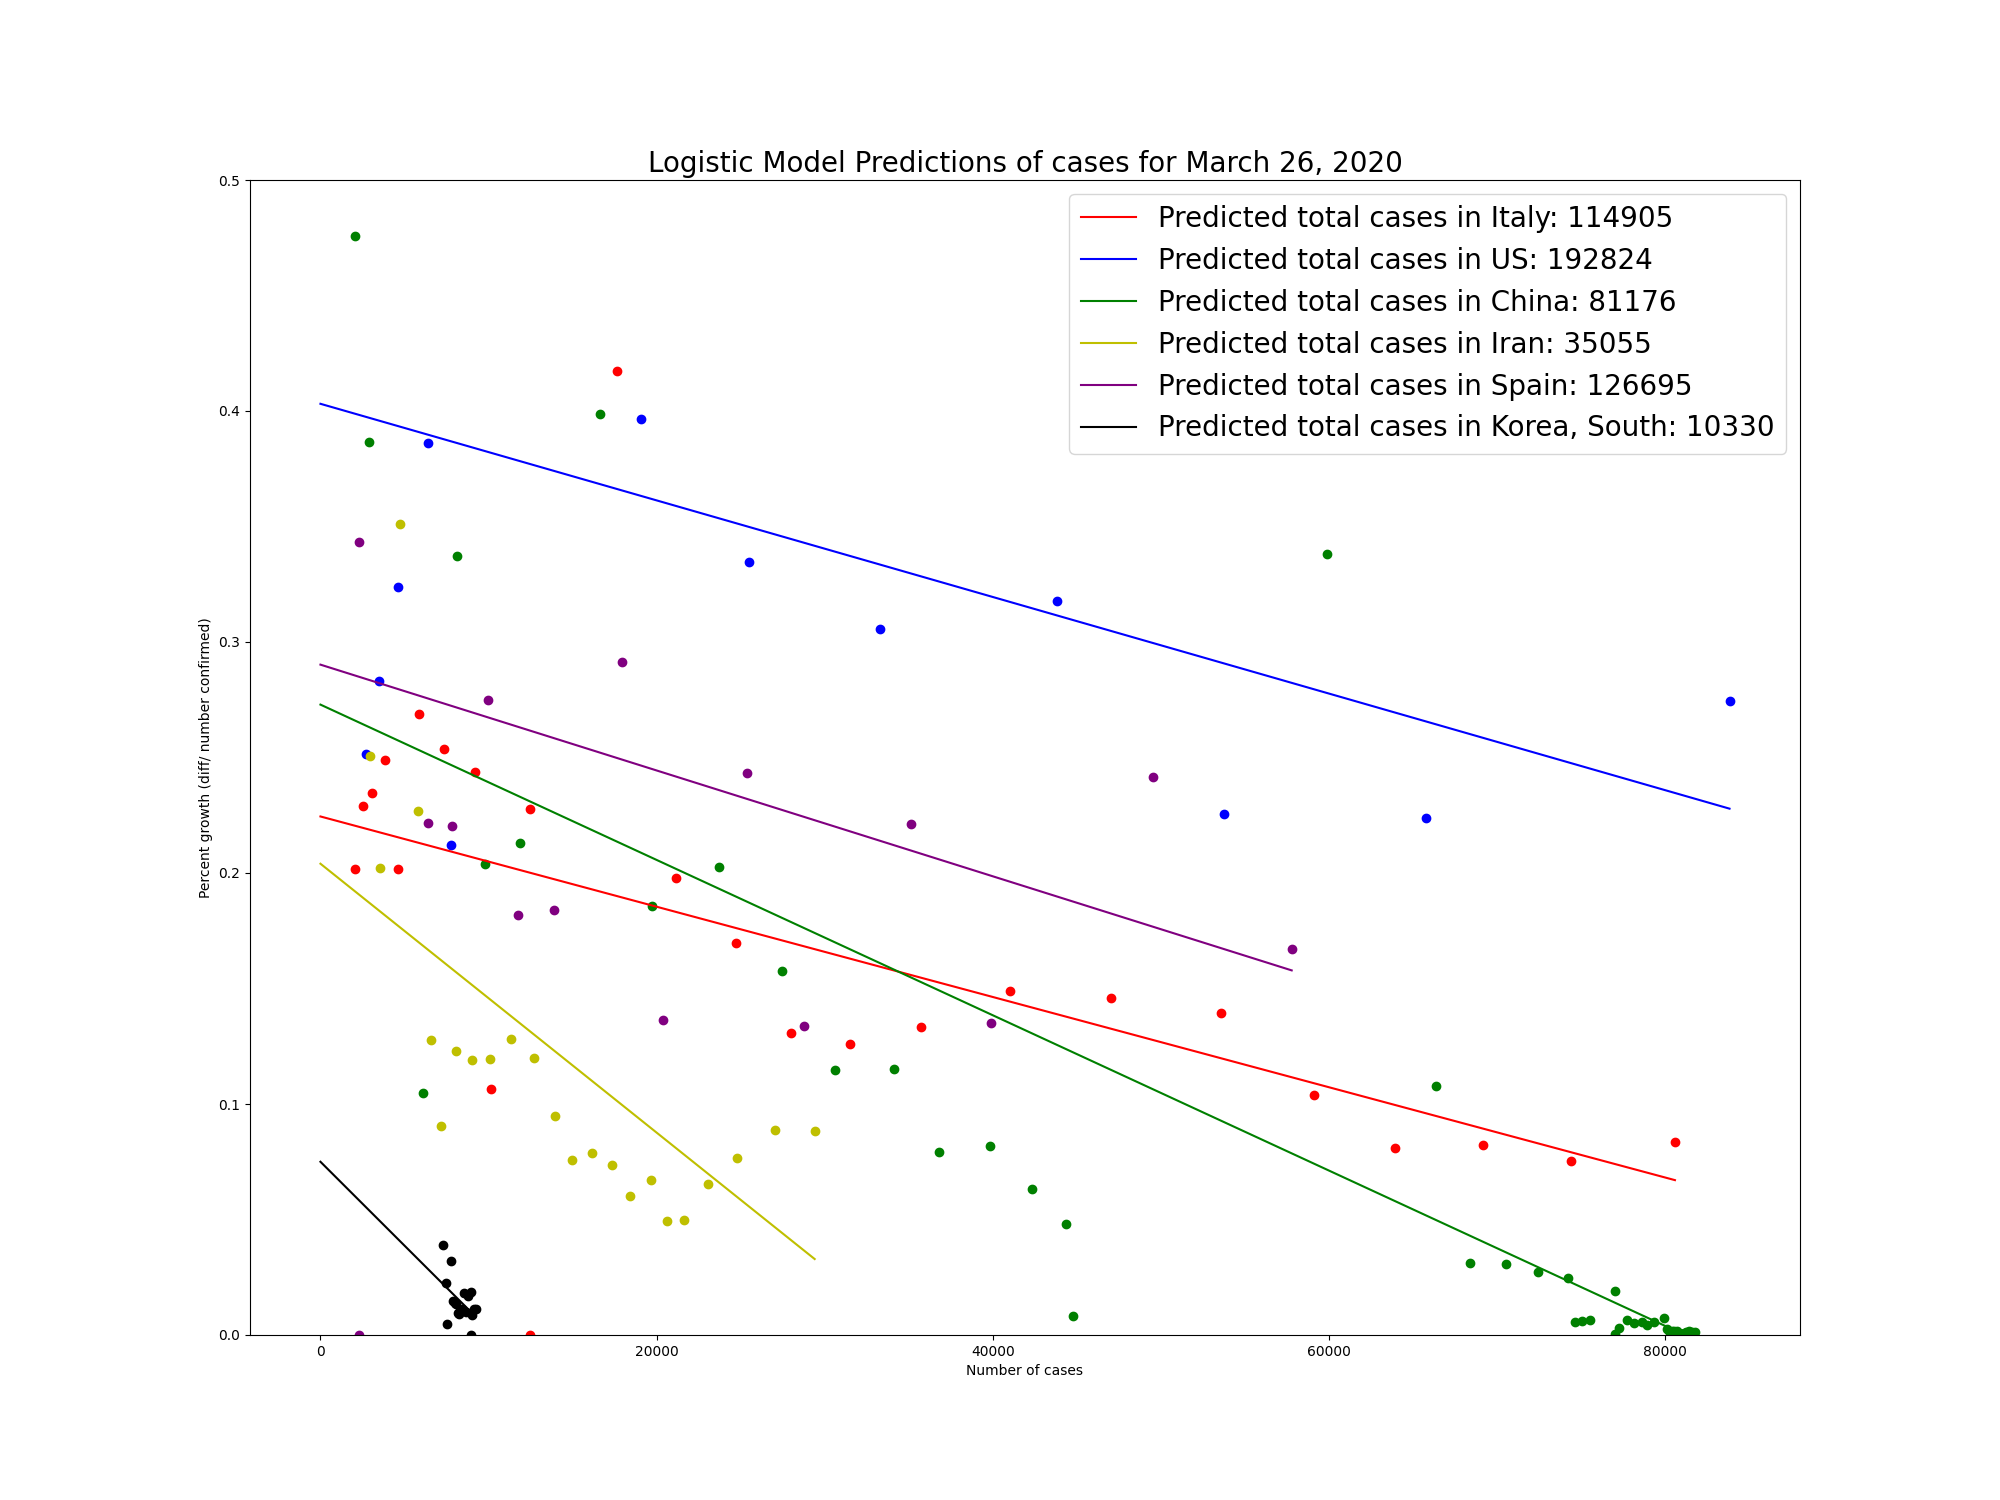 Logistic Model Predictions of cases for March 26, 2020
0.5
0.4
0.3
0.2
0.1
0.0
Percent growth (diff/ number confirmed)
Predicted total cases in Italy: 114905
Predicted total cases in US: 192824
Predicted total cases in China: 81176
Predicted total cases in Iran: 35055
Predicted total cases in Spain: 126695
Predicted total cases in Korea, South: 10330
0 20000 40000 60000 80000
Number of cases